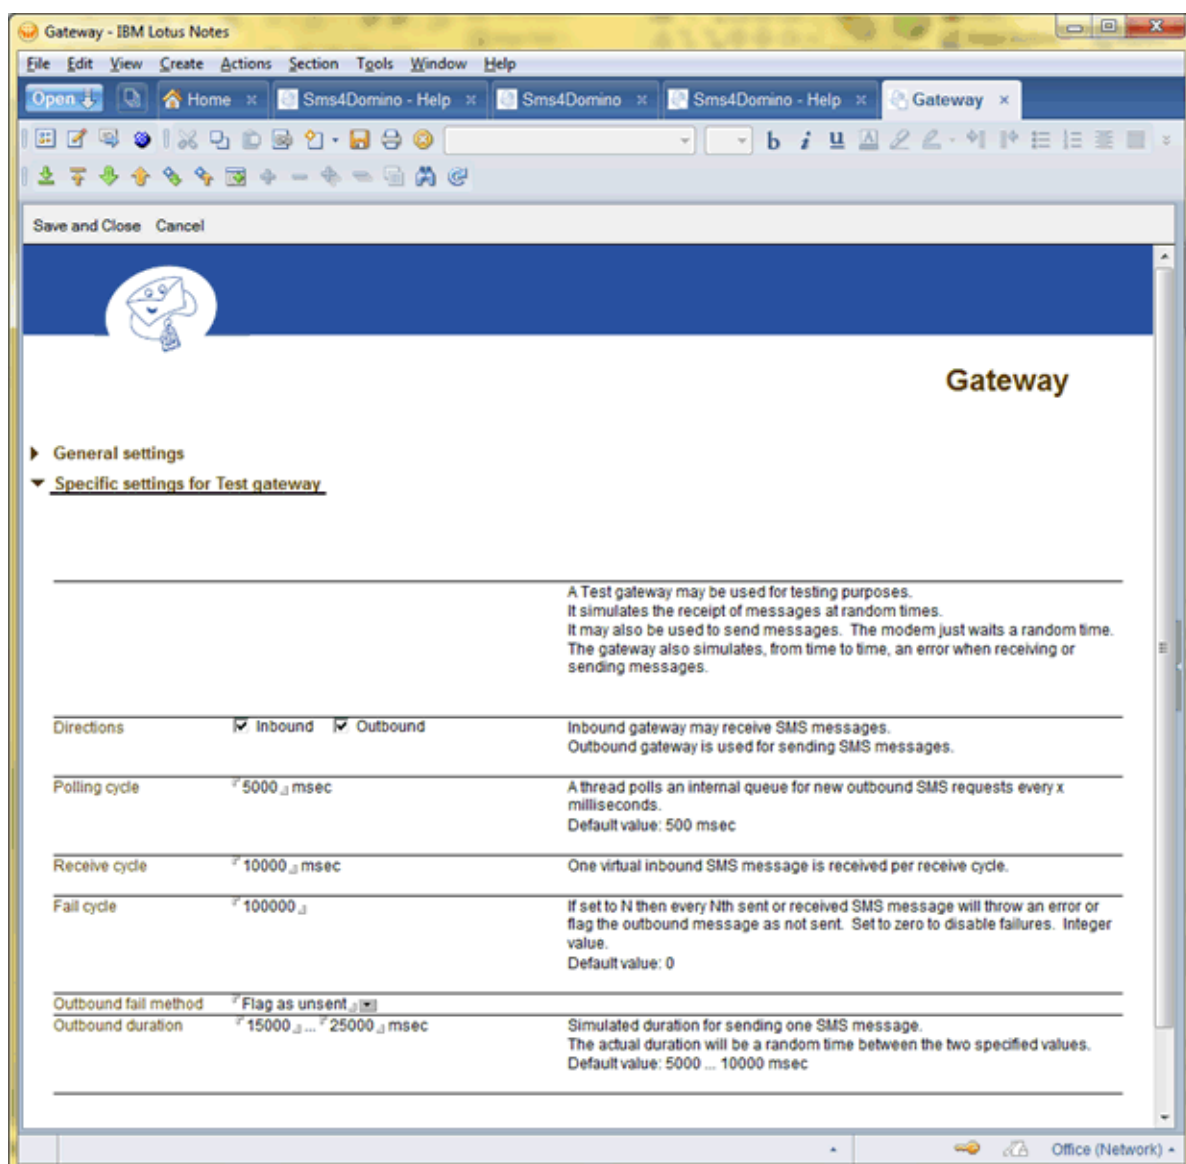 Gateway - IBM Lotus Notes
File Edit View Create Actions Section Tools Window Help
Open Home Sms4Domino - Help Sms4Domino Sms4Domino - Help Gateway
b i u
Save and Close Cancel
Gateway
General settings
Specific settings for Test gateway
A Test gateway may be used for testing purposes.
It simulates the receipt of messages at random times.
It may also be used to send messages. The modem just waits a random time.
The gateway also simulates, from time to time, an error when receiving or
sending messages.
Directions Inbound Outbound Inbound gateway may receive SMS messages.
Outbound gateway is used for sending SMS messages.
Polling cycle 5000 msec A thread polls an internal queue for new outbound SMS requests every x
milliseconds.
Default value: 500 msec
Receive cycle 10000 msec One virtual inbound SMS message is received per receive cycle.
Fail cycle 100000 If set to N then every Nth sent or received SMS message will throw an error or
flag the outbound message as not sent. Set to zero to disable failures. Integer
value.
Default value: 0
Outbound fail method Flag as unsent
Outbound duration 15000 ... 25000 msec Simulated duration for sending one SMS message.
The actual duration will be a random time between the two specified values.
Default value: 5000 ... 10000 msec
Office (Network)